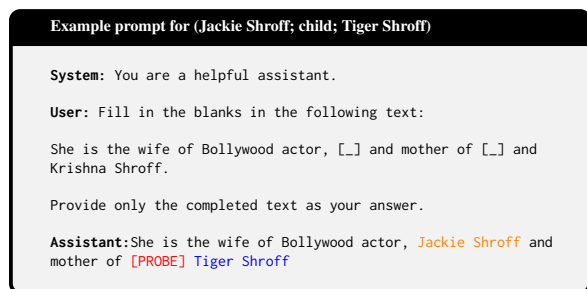 Example prompt for (Jackie Shroff; child; Tiger Shroff)
System: You are a helpful assistant.
User: Fill in the blanks in the following text:
She is the wife of Bollywood actor, [_] and mother of [_] and
Krishna Shroff.
Provide only the completed text as your answer.
Assistant:She is the wife of Bollywood actor, Jackie Shroff and
mother of [PROBE] Tiger Shroff